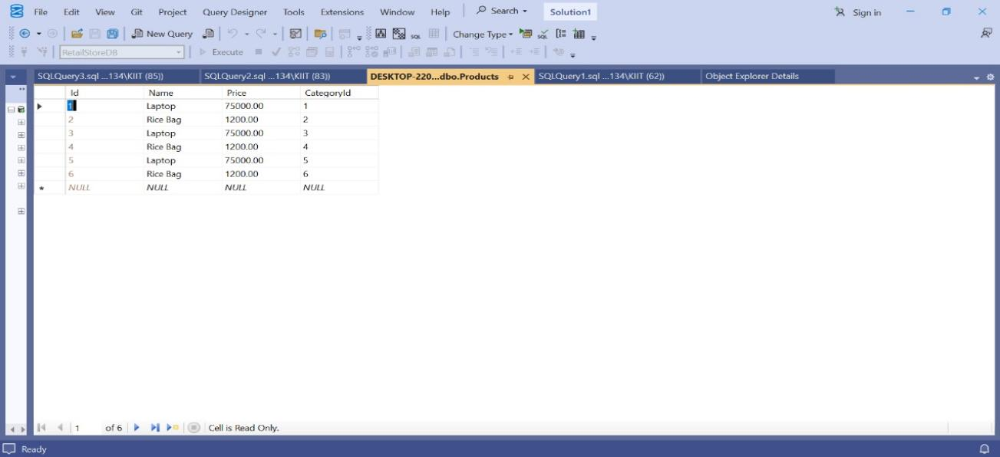 File Edit View Git Project Query Designer Tools Extensions Window Help Search Solution1 Sign in
New Query SQL Change Type SQL
RetailStoreDB Execute
SQLQuery3.sql ...134\KIIT (85)) SQLQuery2.sql ...134\KIIT (83)) DESKTOP-220...dbo.Products SQLQuery1.sql ...134\KIIT (62)) Object Explorer Details
Id Name Price CategoryId
1 Laptop 75000.00 1
2 Rice Bag 1200.00 2
3 Laptop 75000.00 3
4 Rice Bag 1200.00 4
5 Laptop 75000.00 5
6 Rice Bag 1200.00 6
NULL NULL NULL NULL
1 of 6 Cell is Read Only.
Ready